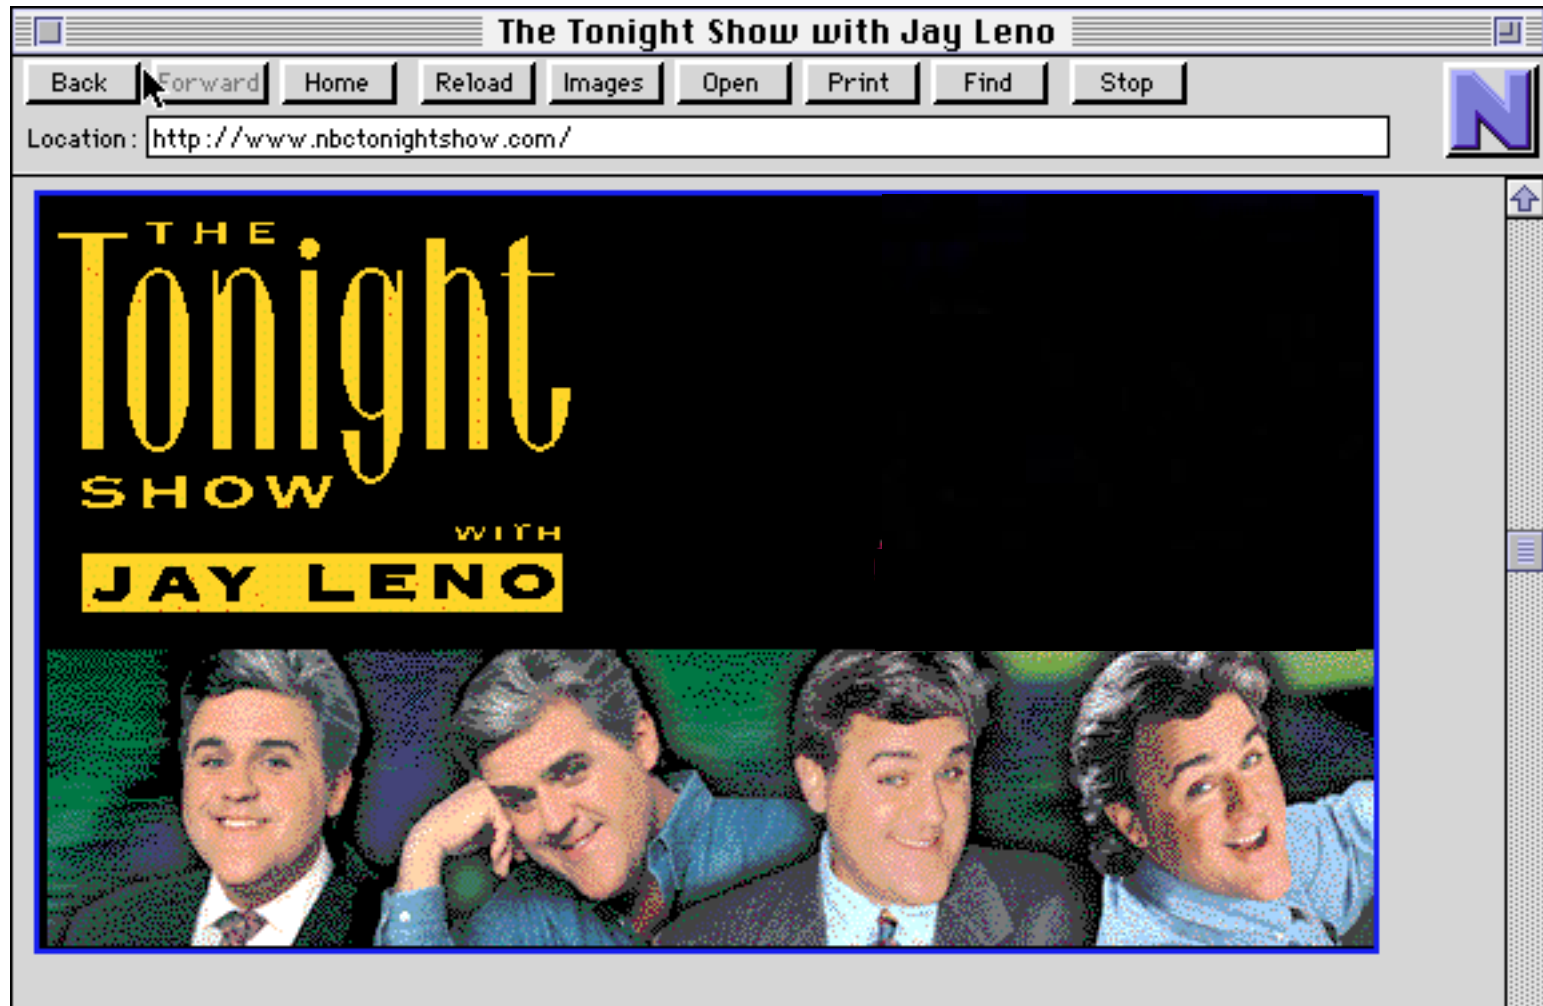 The Tonight Show with Jay Leno
Back Forward Home Reload Images Open Print Find Stop
Location: http://www.nbctonightshow.com/
N
THE
Tonight
SHOW
WITH
JAY LENO